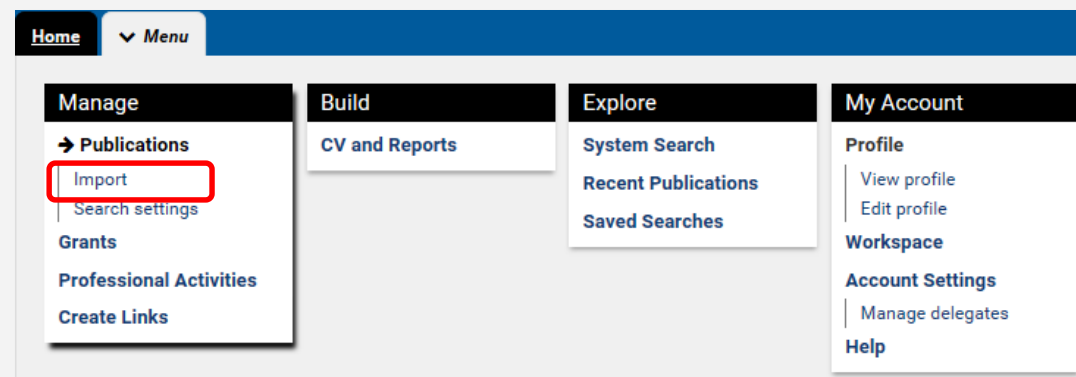 Home
Menu
Manage
Publications
Import
Search settings
Grants
Professional Activities
Create Links
Build
CV and Reports
Explore
System Search
Recent Publications
Saved Searches
My Account
Profile
View profile
Edit profile
Workspace
Account Settings
Manage delegates
Help